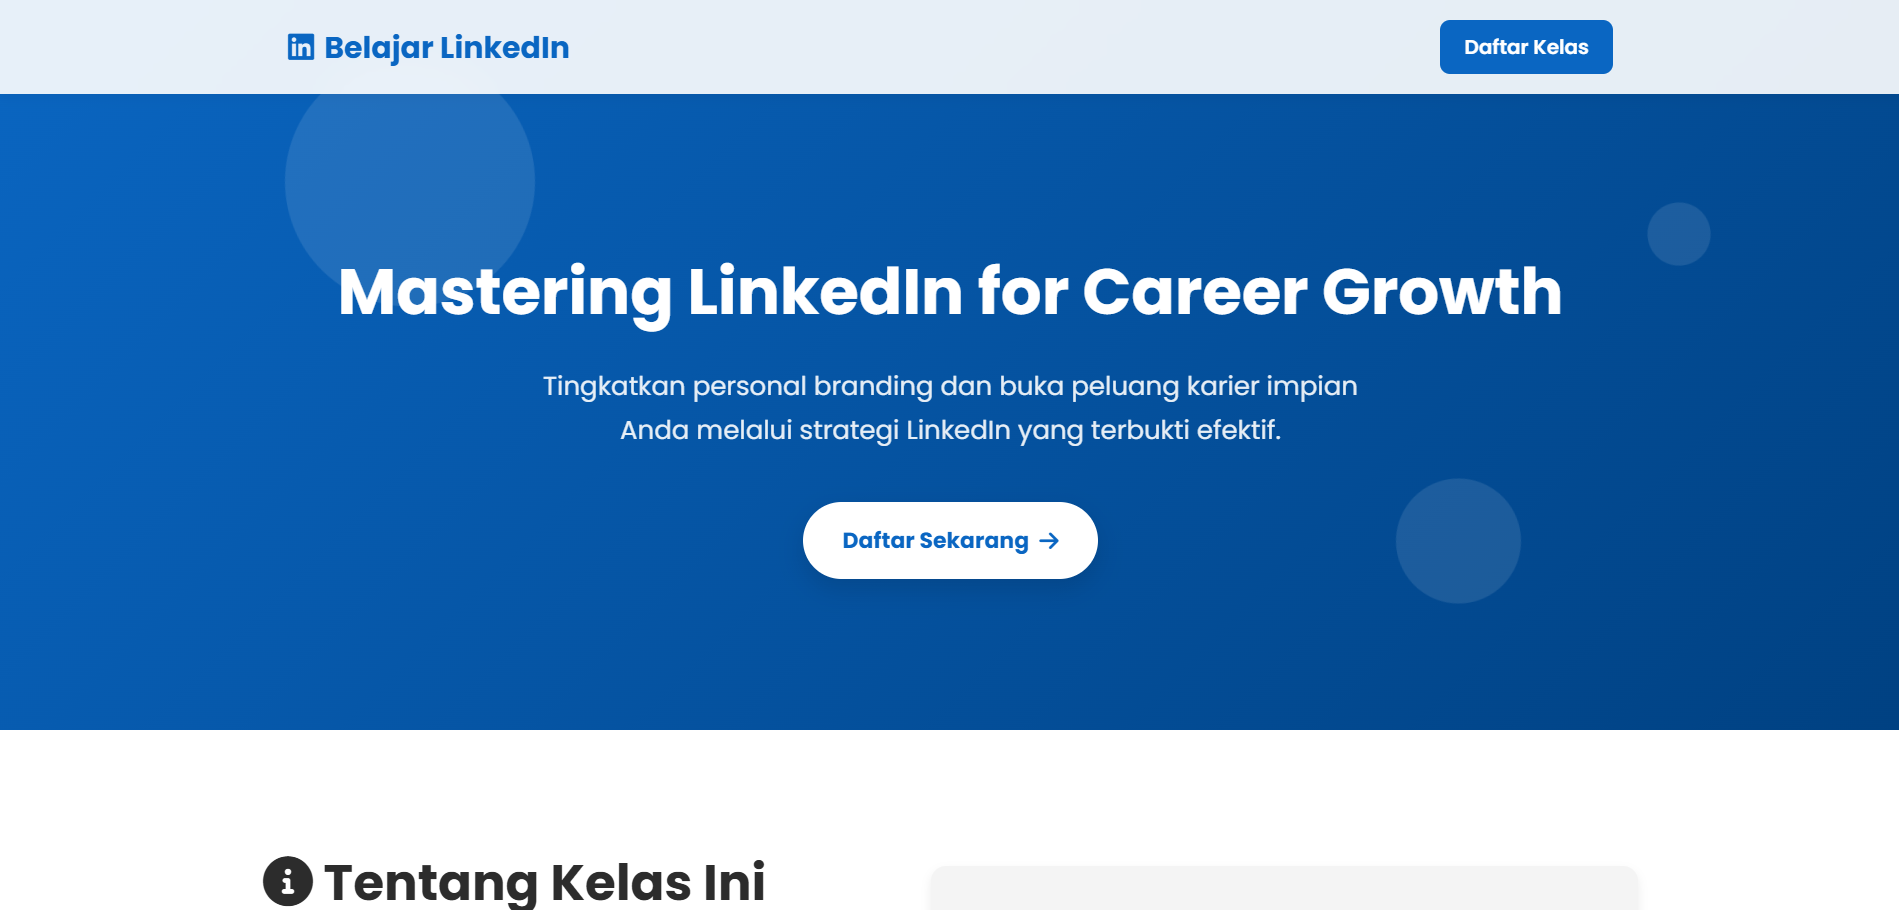 Belajar LinkedIn
Daftar Kelas
Mastering LinkedIn for Career Growth
Tingkatkan personal branding dan buka peluang karier impian
Anda melalui strategi LinkedIn yang terbukti efektif.
Daftar Sekarang →
Tentang Kelas Ini